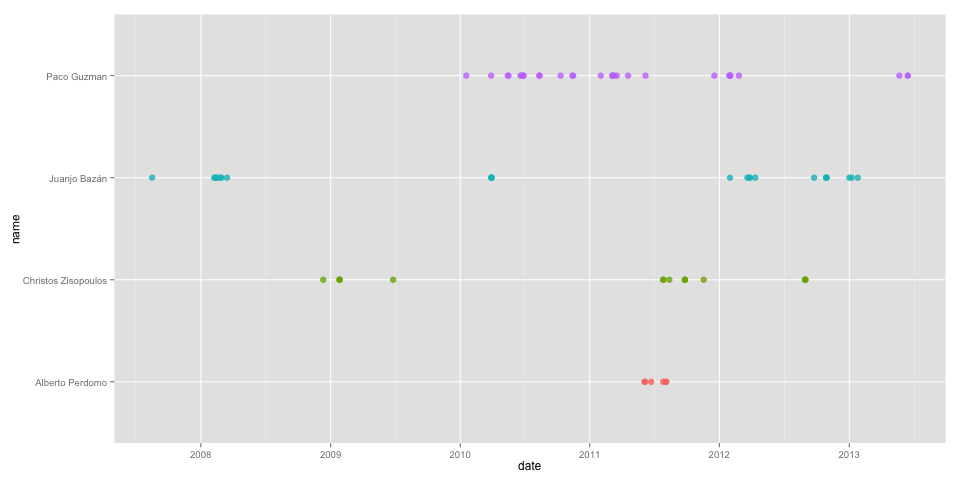 Paco Guzman
Juanjo Bazán
name
Christos Zisopoulos
Alberto Perdomo
2008 2009 2010 2011 2012 2013
date